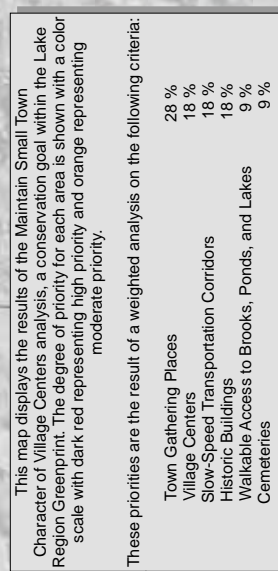 This map displays the results of the Maintain Small Town
Character of Village Centers analysis, a conservation goal within the Lake
Region Greenprint. The degree of priority for each area is shown with a color
scale with dark red representing high priority and orange representing
moderate priority.
These priorities are the result of a weighted analysis on the following criteria:
Town Gathering Places 28 %
Village Centers 18 %
Slow-Speed Transportation Corridors 18 %
Historic Buildings 18 %
Walkable Access to Brooks, Ponds, and Lakes 9 %
Cemeteries 9 %